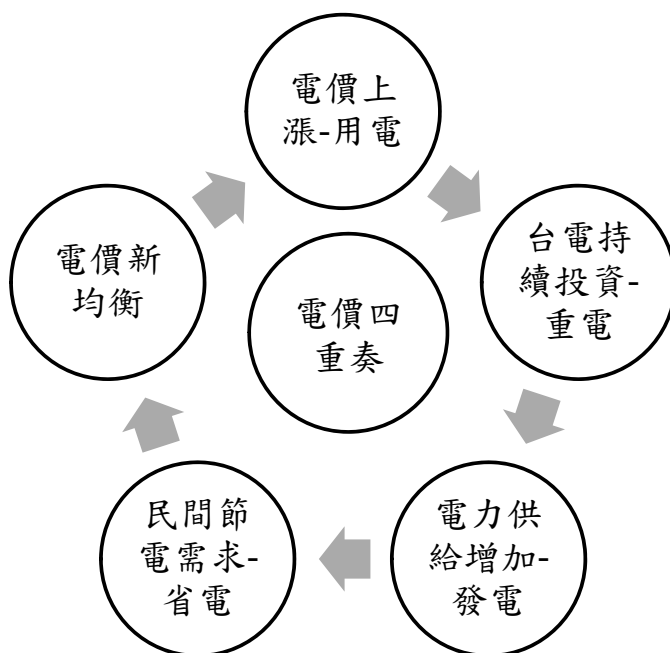 電價上
漲-用電
台電持
續投資-
重電
電力供
給增加-
發電
民間節
電需求-
省電
電價新
均衡
電價四
重奏